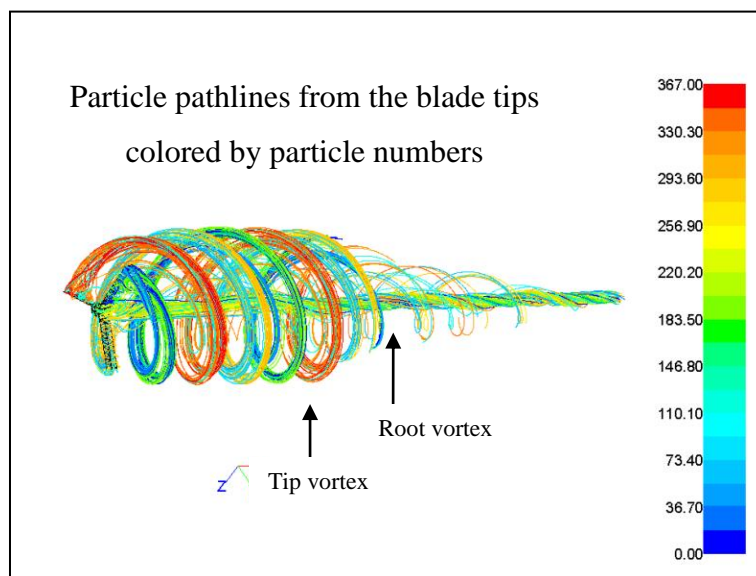 Particle pathlines from the blade tips
colored by particle numbers
367.00
330.30
293.60
256.90
220.20
183.50
146.80
110.10
73.40
36.70
0.00
Root vortex
Tip vortex
Z